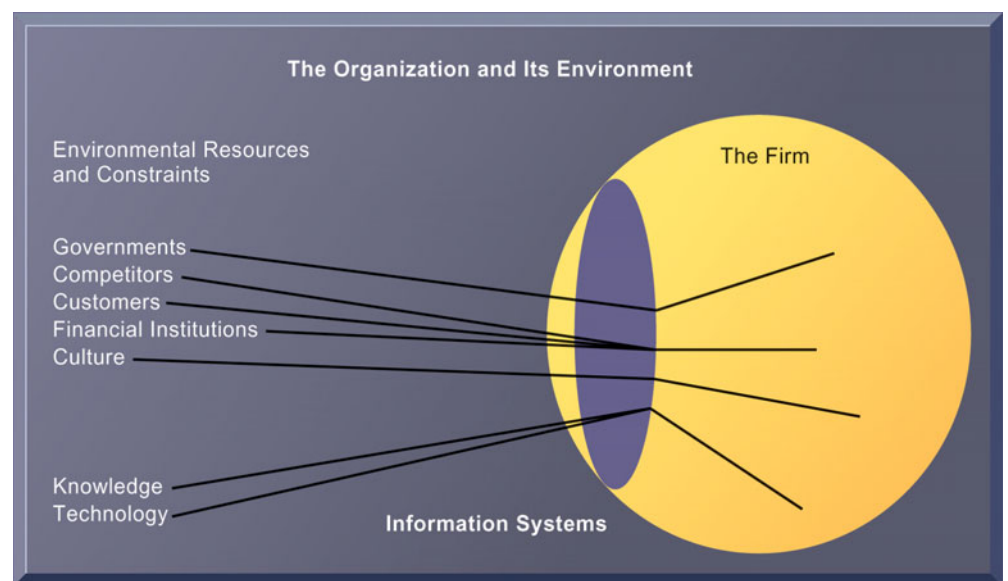 The Organization and Its Environment
Environmental Resources
and Constraints
The Firm
Governments
Competitors
Customers
Financial Institutions
Culture
Knowledge
Technology
Information Systems